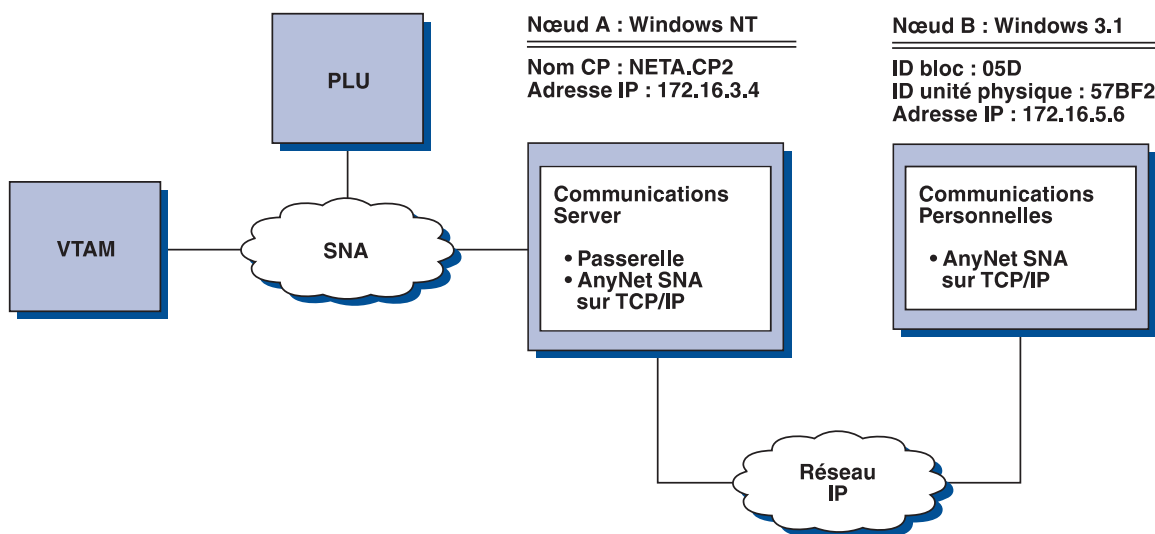 Nœud A : Windows NT
Nom CP : NETA.CP2
Adresse IP : 172.16.3.4
Nœud B : Windows 3.1
ID bloc : 05D
ID unité physique : 57BF2
Adresse IP : 172.16.5.6
PLU
VTAM
SNA
Communications
Server
• Passerelle
• AnyNet SNA
sur TCP/IP
Communications
Personnelles
• AnyNet SNA
sur TCP/IP
Réseau
IP